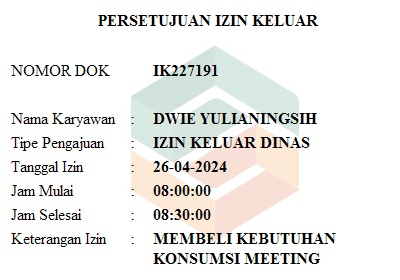 PERSETUJUAN IZIN KELUAR
NOMOR DOK IK227191
Nama Karyawan : DWIE YULIANINGSIH
Tipe Pengajuan : IZIN KELUAR DINAS
Tanggal Izin : 26-04-2024
Jam Mulai : 08:00:00
Jam Selesai : 08:30:00
Keterangan Izin : MEMBELI KEBUTUHAN
KONSUMSI MEETING